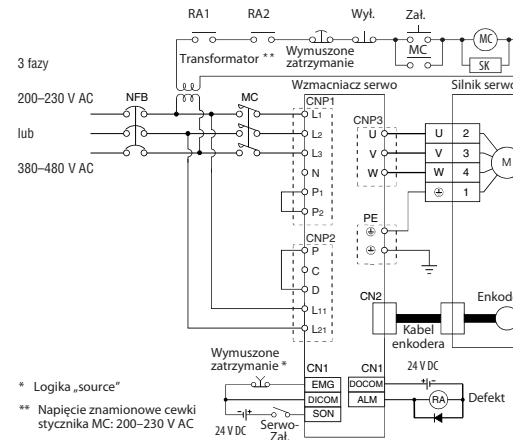 RA1 RA2 Wył. Zał. MC
MC SK
Transformator ** Wymuszone
zatrzymanie
3 fazy
200–230 V AC
lub
380–480 V AC
NFB MC
Wzmacniacz serwo
Silnik serwo
CNP1
L1
L2
L3
N
P1
P2
CNP3
U U 2
V V 3
W W 4
1
M
PE
CNP2
P
C
D
L11
L21
CN2
Kabel
enkodera
Wymuszone
zatrzymanie *
CN1 CN1
EMG DOCOM
DICOM ALM
SON
24 V DC
RA
Defekt
24 V DC
Serwo-
Zał.
* Logika „source”
** Napięcie znamionowe cewki
stycznika MC: 200–230 V AC